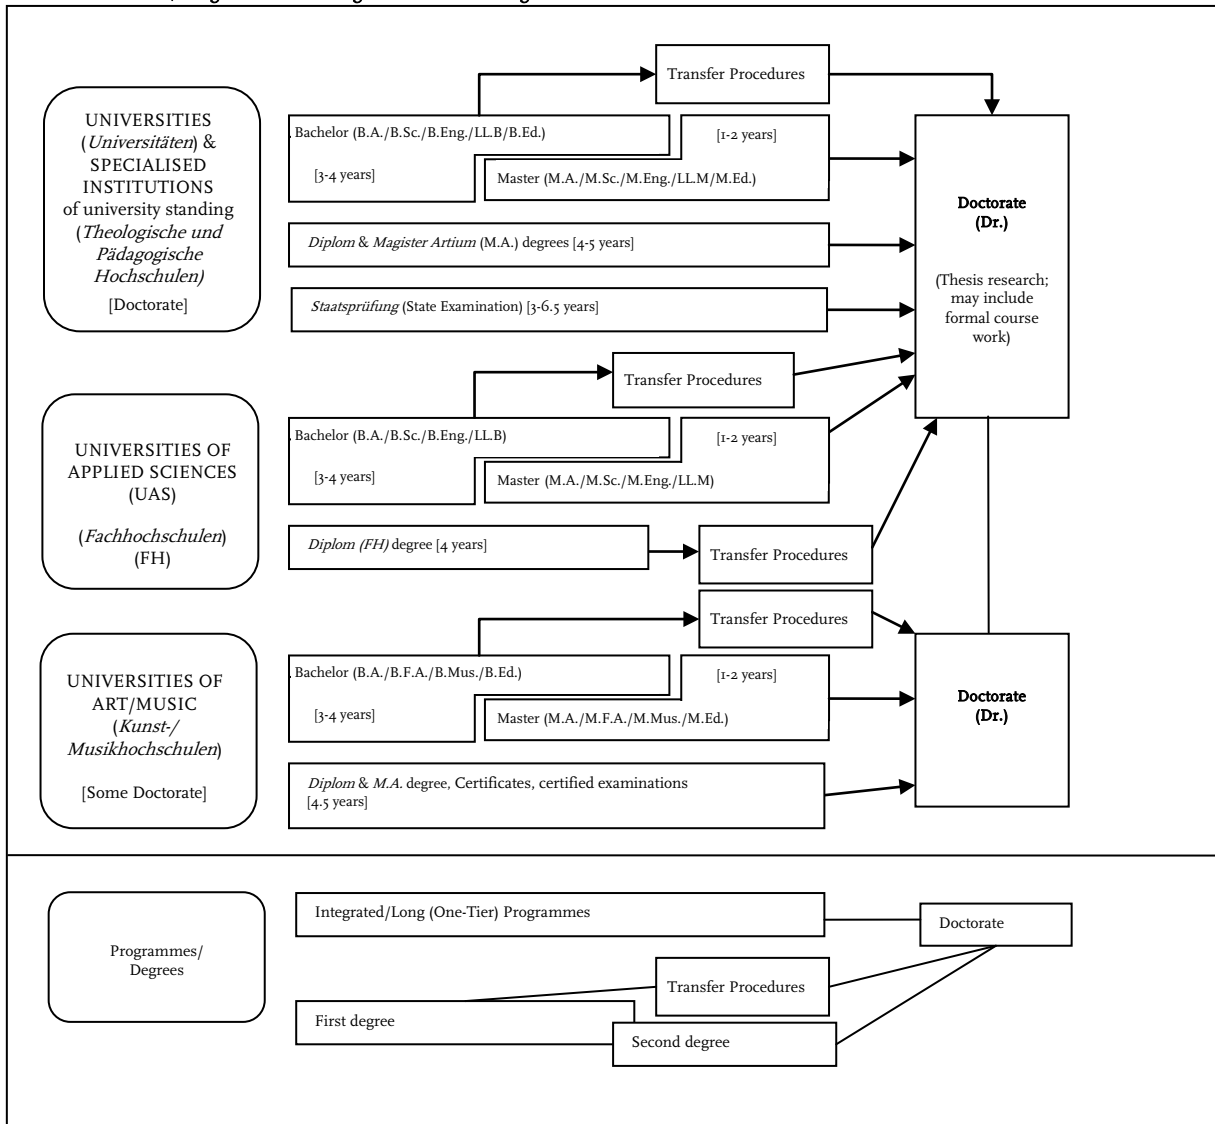 Transfer Procedures
UNIVERSITIES
(Universitäten) &
SPECIALISED
INSTITUTIONS
of university standing
(Theologische und
Pädagogische
Hochschulen)
[Doctorate]
Bachelor (B.A./B.Sc./B.Eng./LL.B/B.Ed.)
[3-4 years]
[1-2 years]
Master (M.A./M.Sc./M.Eng./LL.M/M.Ed.)
Diplom & Magister Artium (M.A.) degrees [4-5 years]
Staatsprüfung (State Examination) [3-6.5 years]
Doctorate
(Dr.)
(Thesis research;
may include
formal course
work)
Transfer Procedures
UNIVERSITIES OF
APPLIED SCIENCES
(UAS)
(Fachhochschulen)
(FH)
Bachelor (B.A./B.Sc./B.Eng./LL.B)
[3-4 years]
[1-2 years]
Master (M.A./M.Sc./M.Eng./LL.M)
Diplom (FH) degree [4 years]
Transfer Procedures
Transfer Procedures
UNIVERSITIES OF
ART/MUSIC
(Kunst-/
Musikhochschulen)
[Some Doctorate]
Bachelor (B.A./B.F.A./B.Mus./B.Ed.)
[3-4 years]
[1-2 years]
Master (M.A./M.F.A./M.Mus./M.Ed.)
Diplom & M.A. degree, Certificates, certified examinations
[4.5 years]
Doctorate
(Dr.)
Programmes/
Degrees
Integrated/Long (One-Tier) Programmes
Doctorate
Transfer Procedures
First degree
Second degree